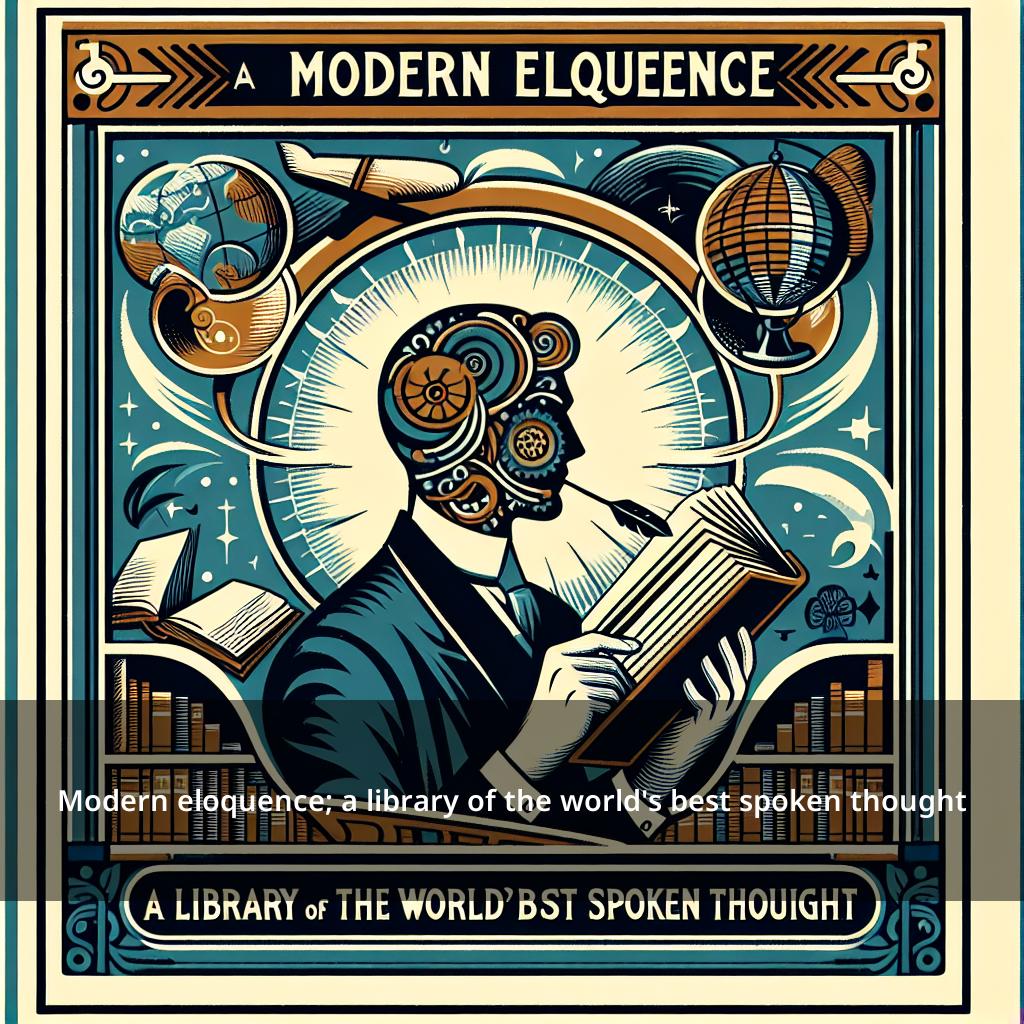 A MODERN ELQUEENCE
Modern eloquence; a library of the world's best spoken thought
A LIBRARY of THE WORLD'BST SPOKEN THOUIGHT